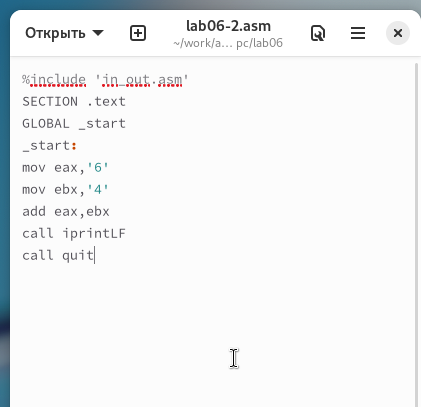 Открыть
lab06-2.asm
~/work/a... pc/lab06
%include 'in_out.asm'
SECTION .text
GLOBAL _start
_start:
mov eax,'6'
mov ebx,'4'
add eax,ebx
call iprintLF
call quit